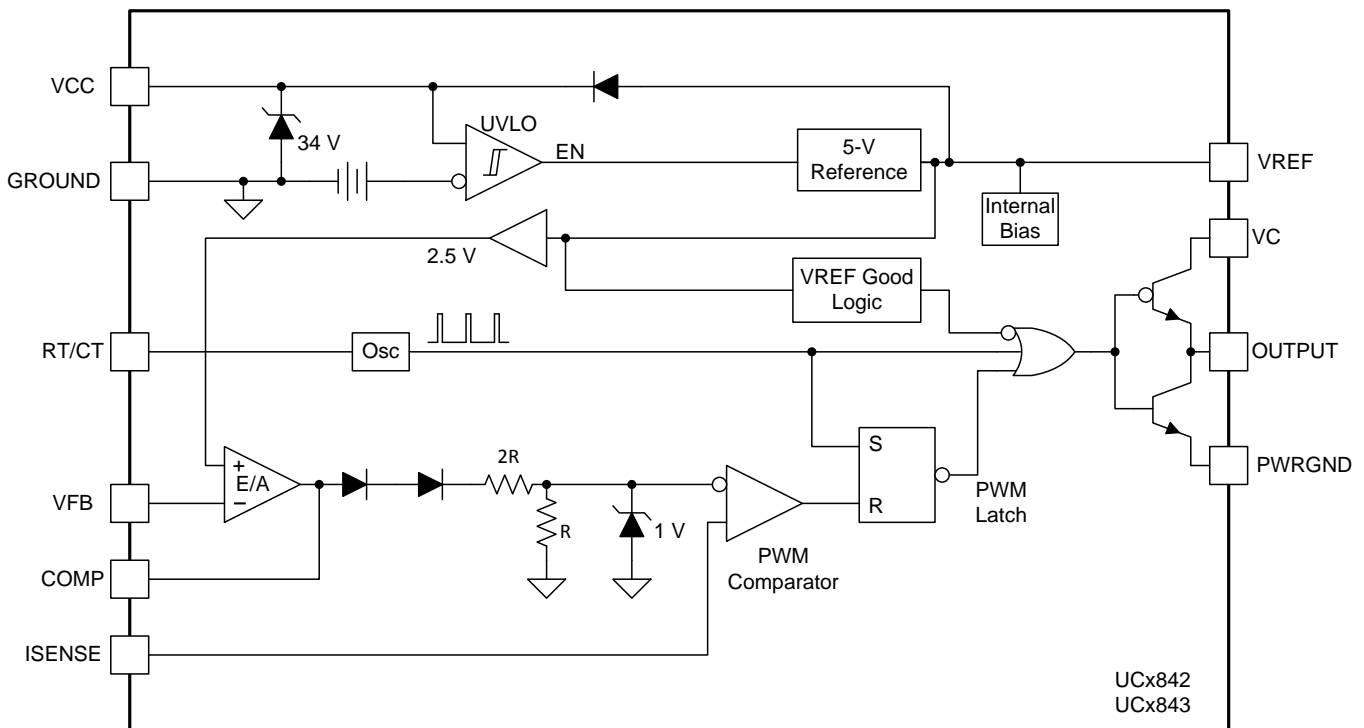 VCC
34 V
UVLO
EN
5-V
Reference
GROUND
VREF
Internal
Bias
VC
2.5 V
VREF Good
Logic
RT/CT
Osc
OUTPUT
+
E/A
−
2R
R
1 V
S
R
PWM
Latch
PWRGND
VFB
PWM
Comparator
COMP
ISENSE
UCx842
UCx843